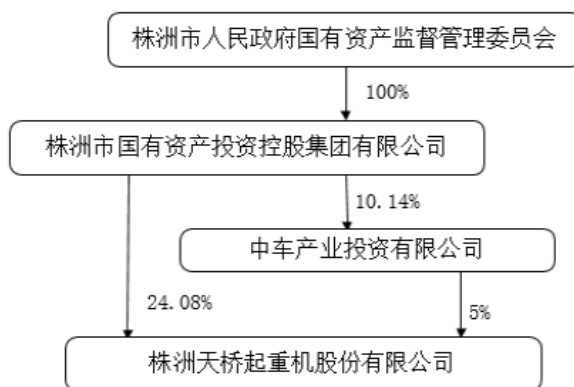 株洲市人民政府国有资产监督管理委员会
100%
株洲市国有资产投资控股集团有限公司
10.14%
中车产业投资有限公司
24.08%
5%
株洲天桥起重机股份有限公司